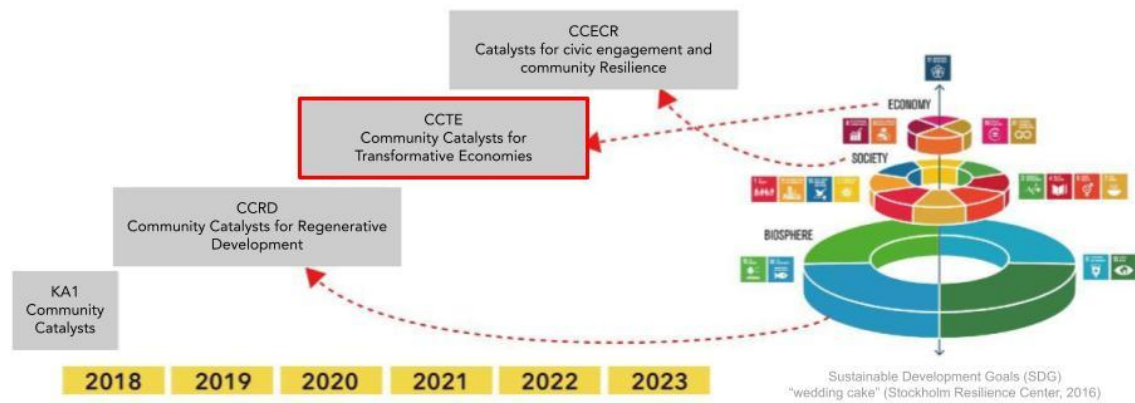 CCECR
Catalysts for civic engagement and
community Resilience
CCTE
Community Catalysts for
Transformative Economies
CCRD
Community Catalysts for Regenerative
Development
KA1
Community
Catalysts
2018
2019
2020
2021
2022
2023
ECONOMY
SOCIETY
BIOSPHERE
Sustainable Development Goals (SDG)
"wedding cake" (Stockholm Resilience Center, 2016)